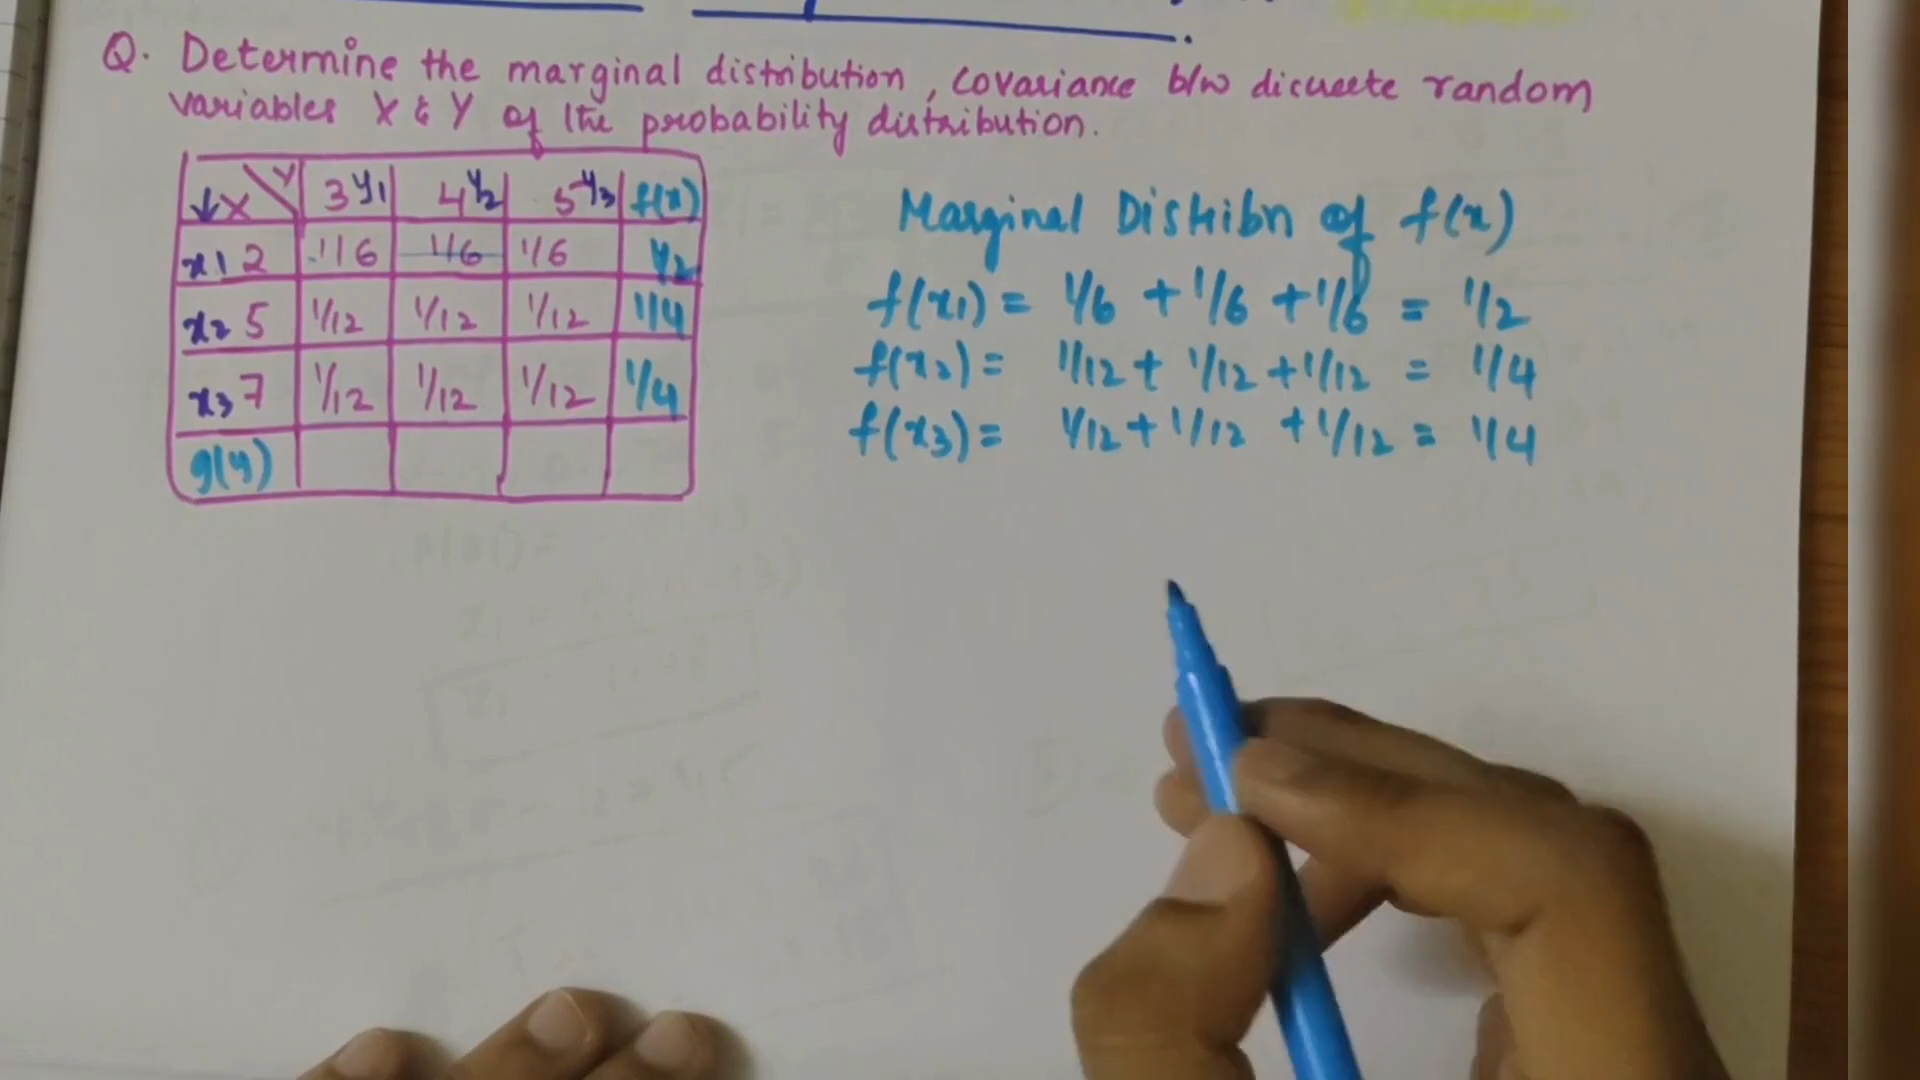 Q. Determine the marginal distribution, covariance b/w discrete random
variables X & Y of the probability distribution.
↓X Y 3 y1 4 y2 5 y3 f(x)
x1 2 1/6 1/6 1/6 1/2
x2 5 1/12 1/12 1/12 1/4
x3 7 1/12 1/12 1/12 1/4
g(y)
Marginal Distribn of f(x)
f(x1) = 1/6 + 1/6 + 1/6 = 1/2
f(x2) = 1/12 + 1/12 + 1/12 = 1/4
f(x3) = 1/12 + 1/12 + 1/12 = 1/4